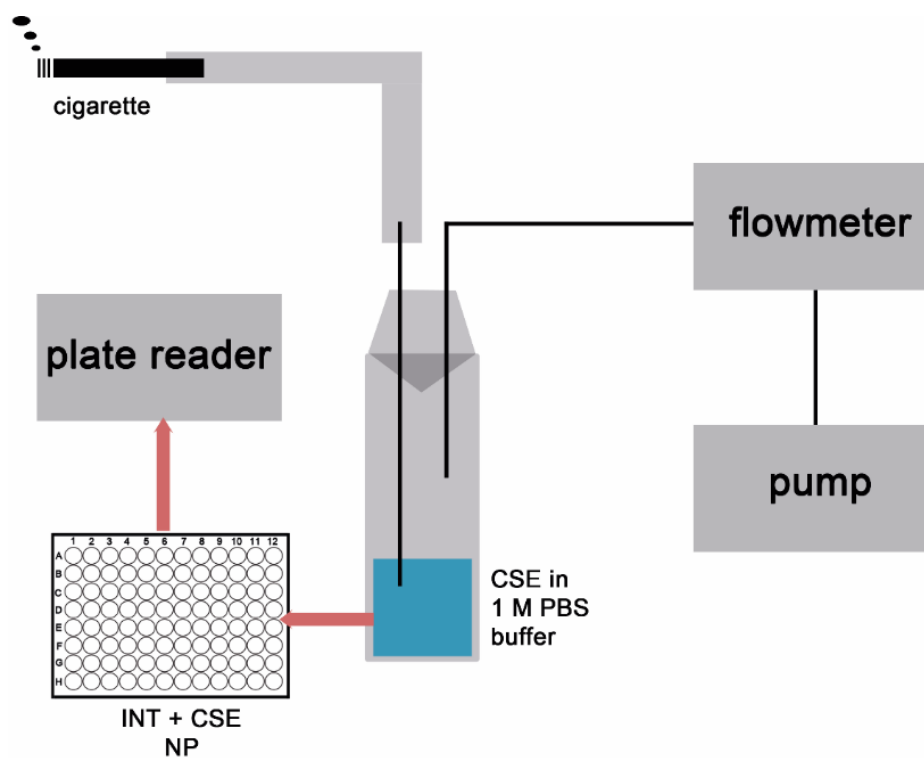 cigarette
flowmeter
plate reader
pump
1 2 3 4 5 6 7 8 9 10 11 12
A
B
C
D
E
F
G
H
CSE in
1 M PBS
buffer
INT + CSE
NP